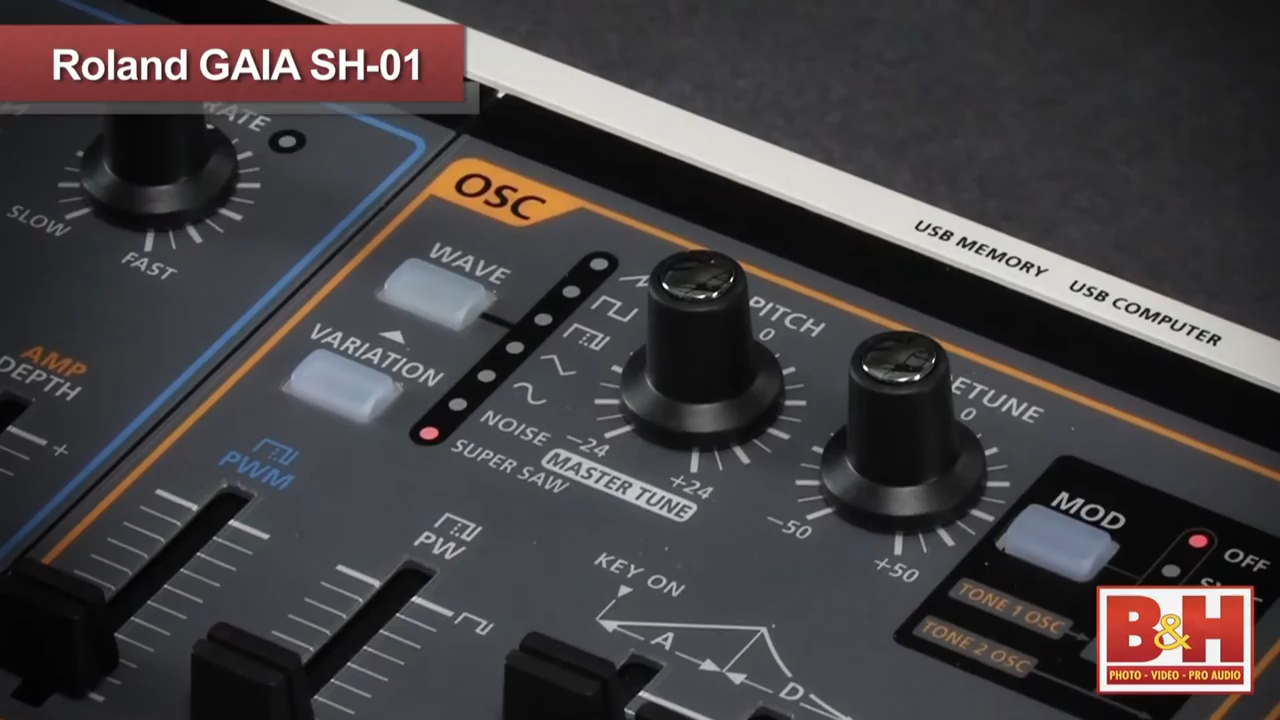 Roland GAIA SH-01
RATE
SLOW
FAST
OSC
WAVE
VARIATION
USB MEMORY
USB COMPUTER
PITCH
0
-24
+24
MASTER TUNE
0
-50
+50
NOISE
SUPER SAW
AMP
DEPTH
+
PWM
PW
KEY ON
A
D
MOD
OFF
TONE 1 OSC
TONE 2 OSC
B&H
PHOTO - VIDEO - PRO AUDIO